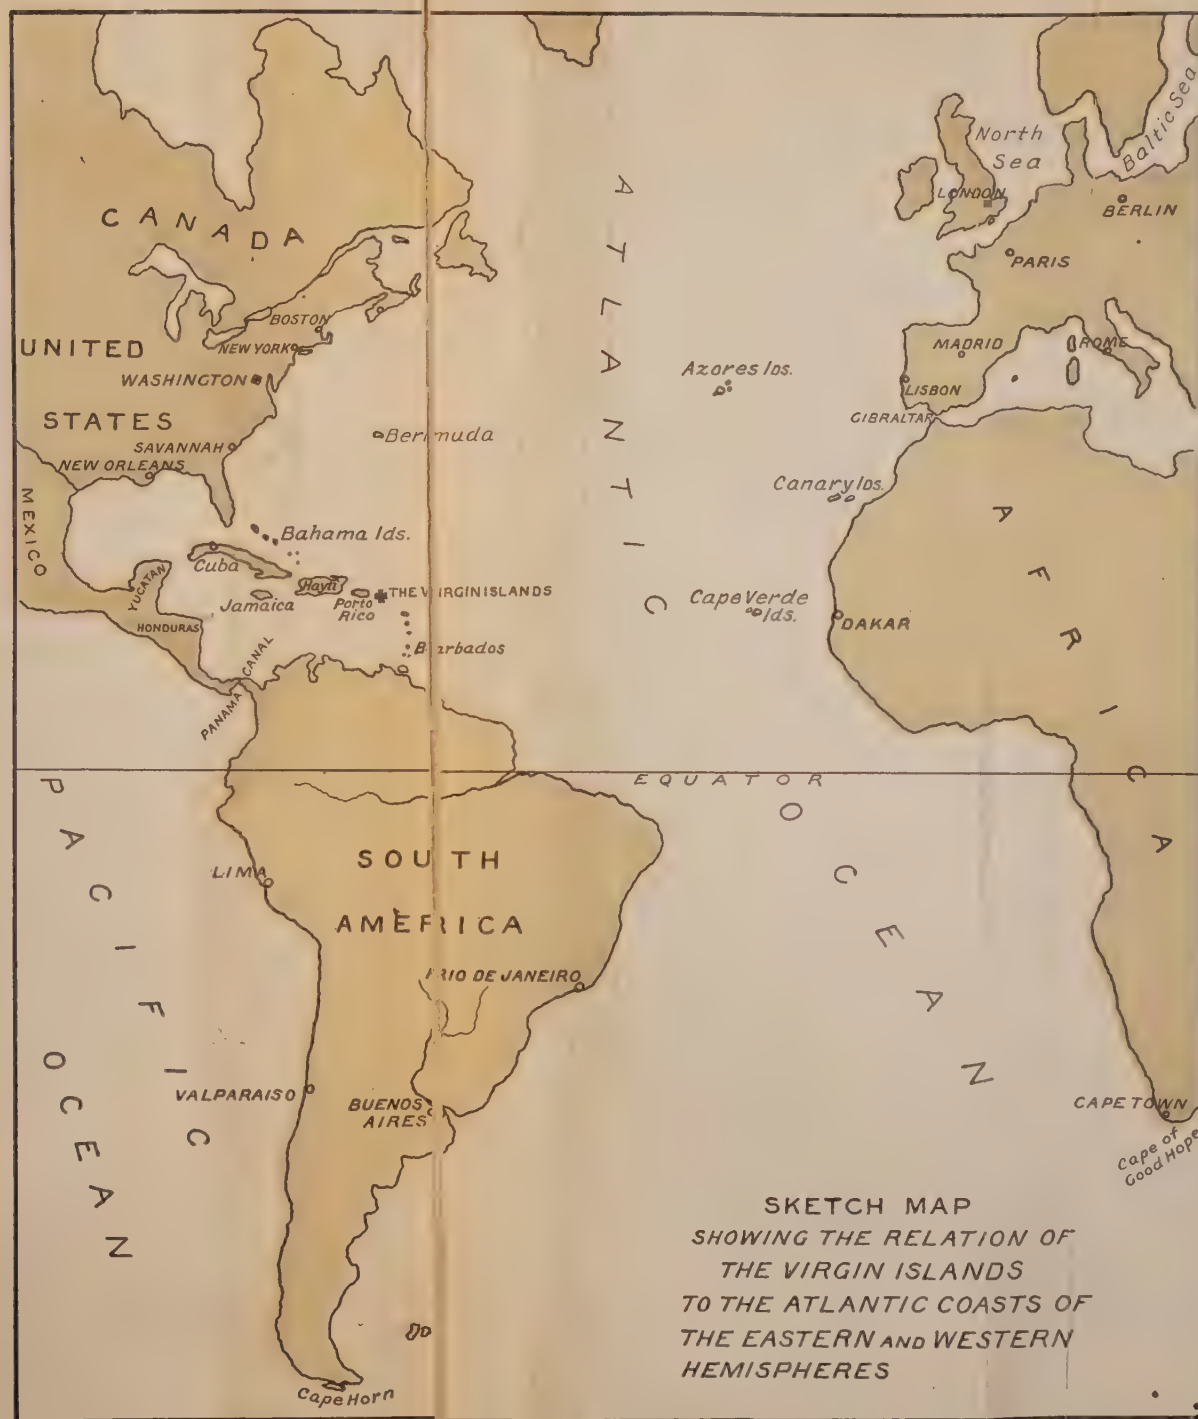 North
Sea
Baltic Sea
LONDON
BERLIN
PARIS
CANADA
ATLANTIC
OCEAN
BOSTON
NEW YORK
UNITED
STATES
WASHINGTON
SAVANNAH
NEW ORLEANS
MADRID
ROME
LISBON
GIBRALTAR
Azores Ids.
Bermuda
Canary Ids.
MEXICO
Bahama Ids.
Cuba
Hayti
YUCATAN
Jamaica
Porto
Rico
THE VIRGIN ISLANDS
HONDURAS
Barbados
Cape Verde
Ids.
DAKAR
AFRICA
PANAMA CANAL
EQUATOR
PACIFIC
OCEAN
LIMA
SOUTH
AMERICA
RIO DE JANEIRO
VALPARAISO
BUENOS
AIRES
CAPE TOWN
Cape of
Good Hope
Cape Horn
SKETCH MAP
SHOWING THE RELATION OF
THE VIRGIN ISLANDS
TO THE ATLANTIC COASTS OF
THE EASTERN AND WESTERN
HEMISPHERES